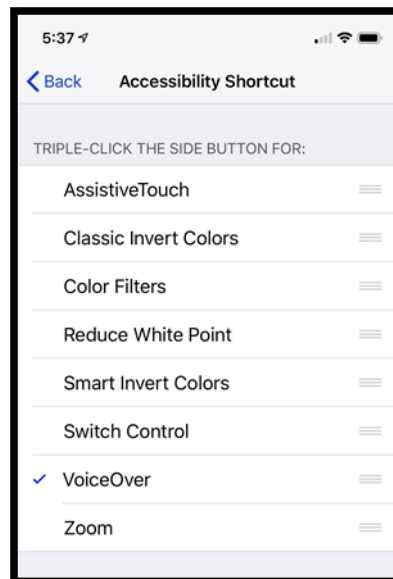 5:37
Back Accessibility Shortcut
TRIPLE-CLICK THE SIDE BUTTON FOR:
AssistiveTouch
Classic Invert Colors
Color Filters
Reduce White Point
Smart Invert Colors
Switch Control
VoiceOver
Zoom